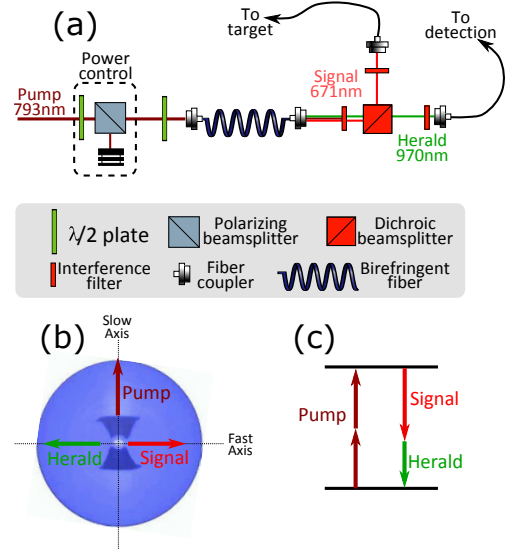 (a)
To
target
To
detection
Power
control
Pump
793nm
Signal
671nm
Herald
970nm
λ/2 plate
Polarizing
beamsplitter
Dichroic
beamsplitter
Interference
filter
Fiber
coupler
Birefringent
fiber
(b)
Slow
Axis
Pump
Herald
Signal
Fast
Axis
(c)
Pump
Signal
Herald